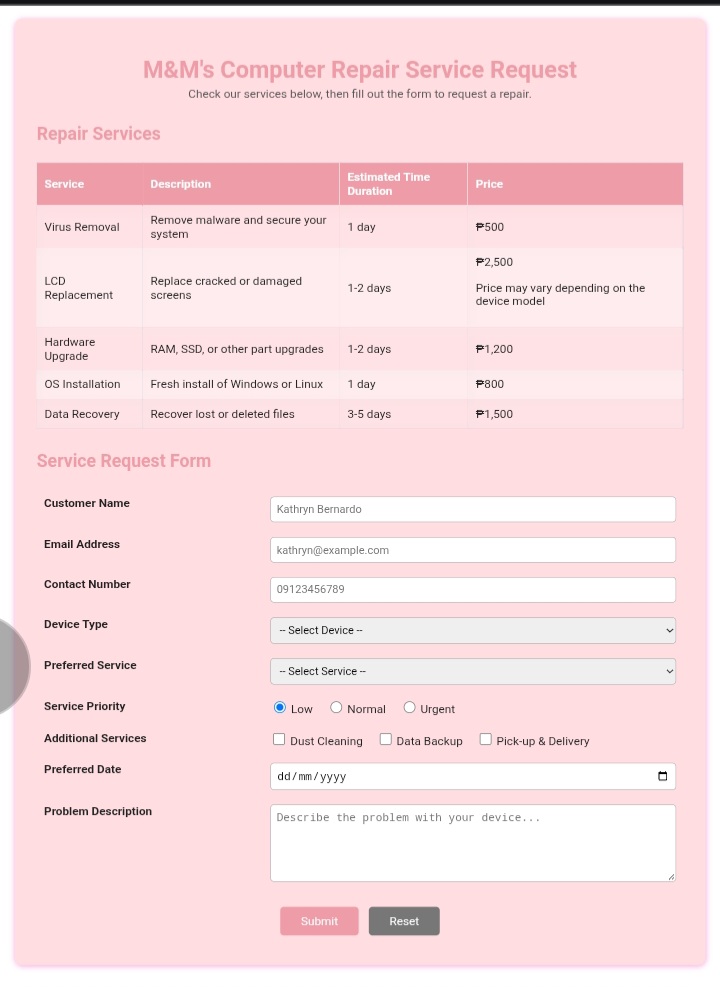 M&M's Computer Repair Service Request
Check our services below, then fill out the form to request a repair.
Repair Services
Service Description Estimated Time Duration Price
Virus Removal Remove malware and secure your system 1 day ₱500
LCD Replacement Replace cracked or damaged screens 1-2 days ₱2,500 Price may vary depending on the device model
Hardware Upgrade RAM, SSD, or other part upgrades 1-2 days ₱1,200
OS Installation Fresh install of Windows or Linux 1 day ₱800
Data Recovery Recover lost or deleted files 3-5 days ₱1,500
Service Request Form
Customer Name Kathryn Bernardo
Email Address kathryn@example.com
Contact Number 09123456789
Device Type -- Select Device --
Preferred Service -- Select Service --
Service Priority Low Normal Urgent
Additional Services Dust Cleaning Data Backup Pick-up & Delivery
Preferred Date dd/mm/yyyy
Problem Description Describe the problem with your device...
Submit Reset